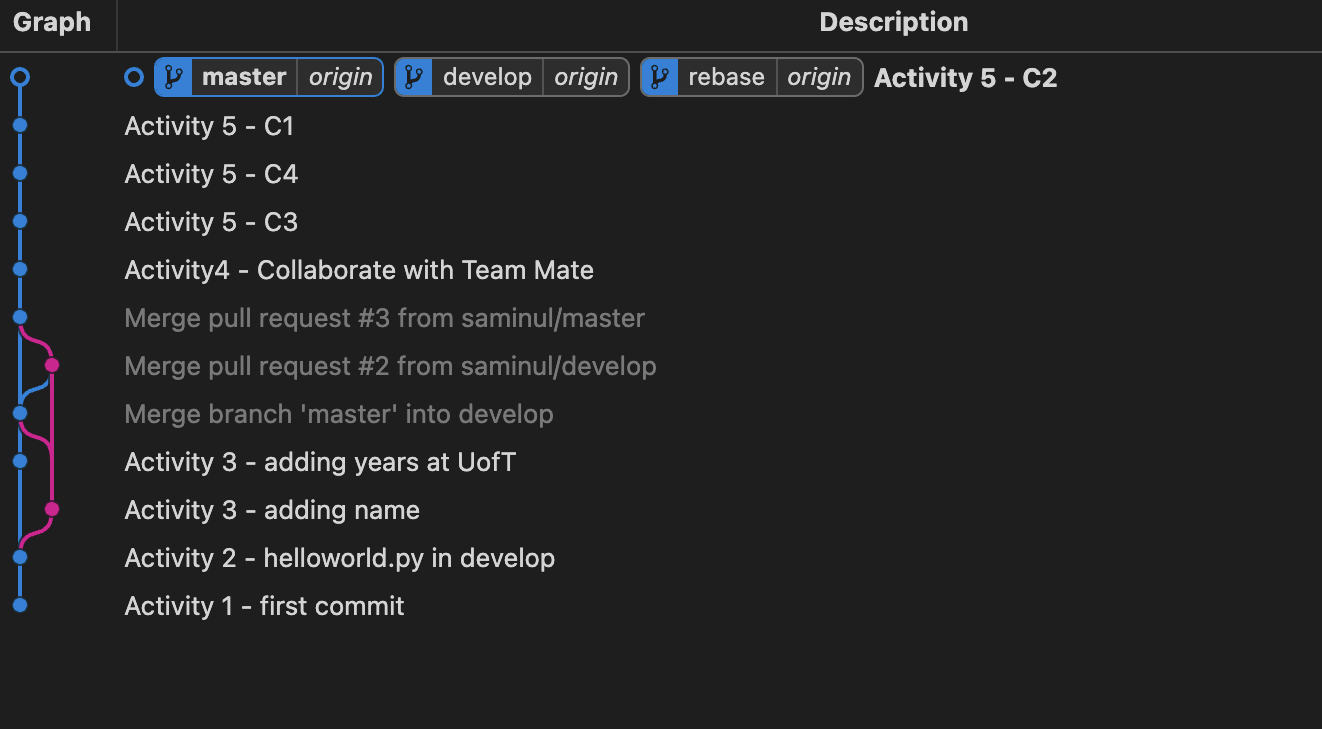 Graph Description
master origin develop origin rebase origin Activity 5 - C2
Activity 5 - C1
Activity 5 - C4
Activity 5 - C3
Activity4 - Collaborate with Team Mate
Merge pull request #3 from saminul/master
Merge pull request #2 from saminul/develop
Merge branch 'master' into develop
Activity 3 - adding years at UofT
Activity 3 - adding name
Activity 2 - helloworld.py in develop
Activity 1 - first commit